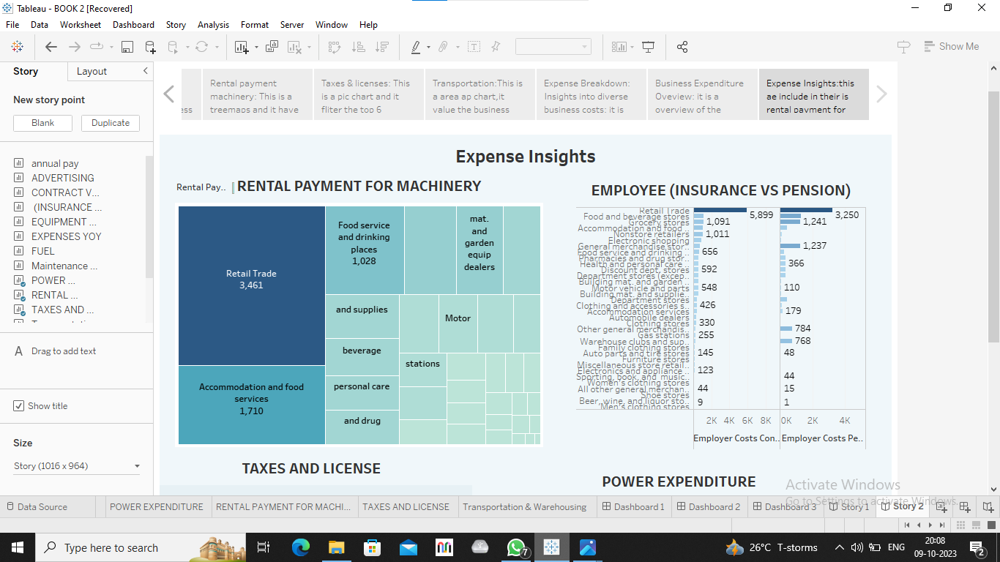 Tableau - BOOK 2 [Recovered]
File Data Worksheet Dashboard Story Analysis Format Server Window Help
Show Me
Story Layout
New story point
Blank Duplicate
annual pay
ADVERTISING
CONTRACT V...
(INSURANCE ...
EQUIPMENT ...
EXPENSES YOY
FUEL
Maintenance ...
POWER ...
RENTAL ...
TAXES AND ...
Drag to add text
Show title
Size
Story (1016 x 964)
ess
Rental payment
machinery: This is a
treemaps and it have
Taxes & licenses: This
is a pic chart and it
fliter the top 6
Transportation:This is
a area ap chart,it
value the business
Expense Breakdown:
Insights into diverse
business costs: it is
Business Expenditure
Oveview: it is a
overview of the
Expense Insights:this
ae include in their is
rental payment for
Expense Insights
Rental Pay..
RENTAL PAYMENT FOR MACHINERY
Retail Trade
3,461
Accommodation and food
services
1,710
Food service
and drinking
places
1,028
mat.
and
garden
equip
dealers
and supplies
Motor
beverage
stations
personal care
and drug
EMPLOYEE (INSURANCE VS PENSION)
Retail Trade 5,899 3,250
Food and beverage stores
Grocery stores 1,091 1,241
Accommodation and food ..
Nonstore retailers 1,011
Electronic shopping
General merchandise stor.. 1,237
Food service and drinking .. 656
Pharmacies and drug stor..
Health and personal care .. 366
Discount dept. stores 592
Department stores (excep..
Building mat. and garden ..
Motor vehicle and parts 548 110
Building mat. and supplie..
Department stores
Clothing and accessories s.. 426
Accommodation services 179
Automobile dealers
Clothing stores 330
Other general merchandis.. 784
Gas stations 255
Warehouse clubs and sup.. 768
Family clothing stores
Auto parts and tire stores 145 48
Furniture stores
Miscellaneous store retail..
Electronics and appliance .. 123
Sporting, book, and music.. 44
Women's clothing stores
All other general merchan.. 44 15
Shoe stores
Beer, wine, and liquor sto.. 9 1
Men's clothing stores
2K 4K 6K 8K 0K 2K 4K
Employer Costs Con.. Employer Costs Pe..
TAXES AND LICENSE
POWER EXPENDITURE
Activate Windows
Go to Settings to activate Windows.
Data Source POWER EXPENDITURE RENTAL PAYMENT FOR MACHI... TAXES AND LICENSE Transportation & Warehousing Dashboard 1 Dashboard 2 Dashboard 3 Story 1 Story 2
Type here to search
7
26°C T-storms
ENG
20:08
09-10-2023
2